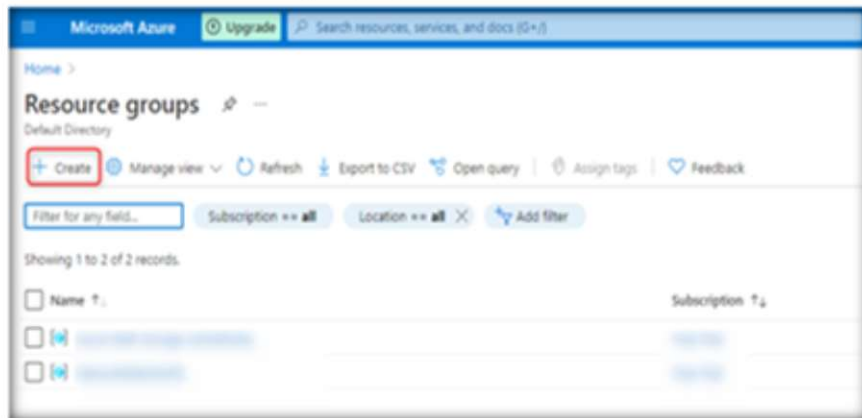 Microsoft Azure Upgrade Search resources, services, and docs (G+/)
Home >
Resource groups
Default Directory
Create Manage view Refresh Export to CSV Open query Assign tags Feedback
Filter for any field... Subscription == all Location == all Add filter
Showing 1 to 2 of 2 records.
Name ↑↓ Subscription ↑↓